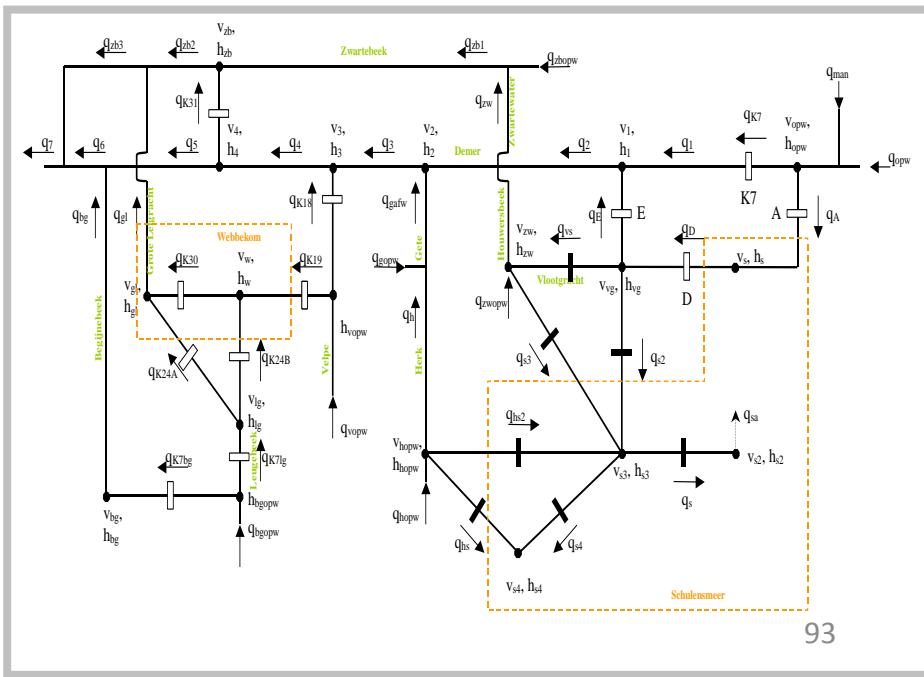 q_zb3
q_zb2
v_zb,
h_zb
Zwartebeek
q_zb1
q_zbopw
q_man
q_K31
q_zw
Zwartewater
v_4,
h_4
v_3,
h_3
v_2,
h_2
v_1,
h_1
q_K7
v_opw,
h_opw
q_7
q_6
q_5
q_4
q_3
Demer
q_2
q_1
K7
q_opw
q_bg
q_gl
Grote Leigracht
q_K18
q_gafw
Gete
Houwersbeek
q_E
E
A
q_A
Webbekom
q_K30
v_w,
h_w
q_K19
q_gopw
v_zw,
h_zw
q_vs
q_D
v_s, h_s
Vlootgracht
v_gl,
h_gl
v_vg,
h_vg
D
q_zwopw
Begijnebeek
h_vopw
Velpe
q_h
Herk
q_K24A
q_K24B
q_s3
q_s2
v_lg,
h_lg
q_vopw
q_hs2
q_sa
v_hopw,
h_hopw
q_K7bg
q_K7lg
Leugebeek
v_s3, h_s3
v_s2, h_s2
q_s
h_bgopw
v_bg,
h_bg
q_bgopw
q_hopw
q_hs
q_s4
v_s4, h_s4
Schulensmeer
93